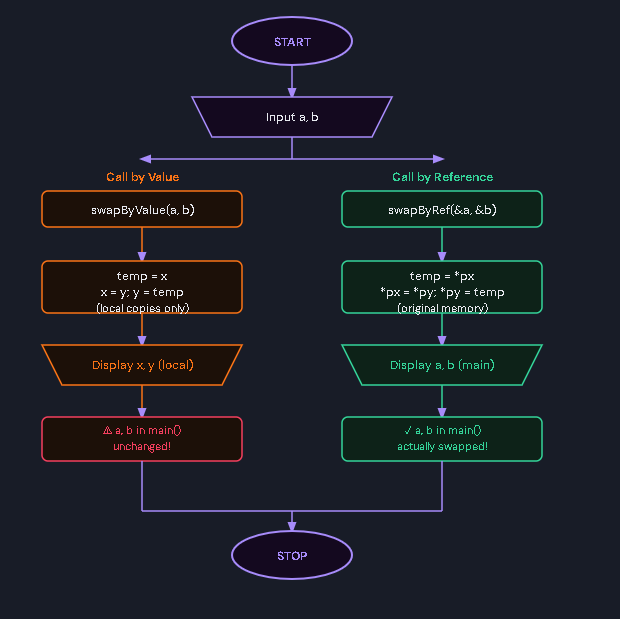 START
Input a, b
Call by Value
swapByValue(a, b)
temp = x
x = y; y = temp
(local copies only)
Display x, y (local)
⚠ a, b in main()
unchanged!
Call by Reference
swapByRef(&a, &b)
temp = *px
*px = *py; *py = temp
(original memory)
Display a, b (main)
✓ a, b in main()
actually swapped!
STOP